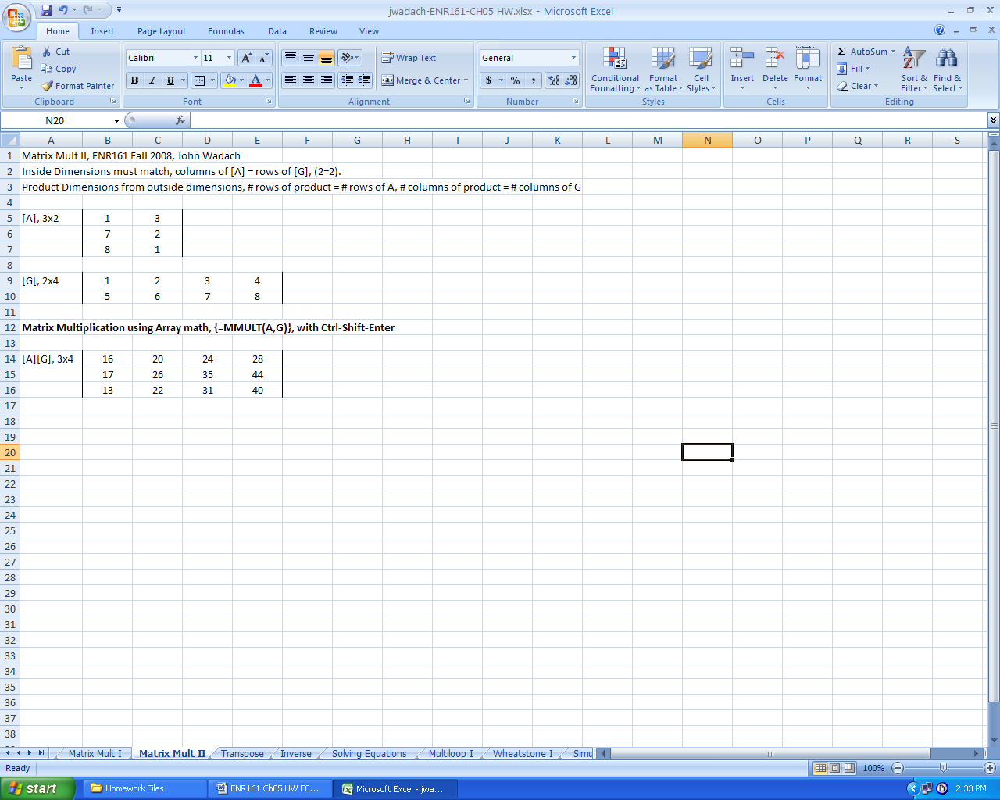 jwadach-ENR161-CH05 HW.xlsx - Microsoft Excel
Home Insert Page Layout Formulas Data Review View
Paste Cut Copy Format Painter Clipboard
Calibri 11 A A B I U A Font
Wrap Text Merge & Center Alignment
General $ % , .00 .00 Number
Conditional Formatting Format as Table Cell Styles Styles
Insert Delete Format Cells
Σ AutoSum Fill Clear Sort & Filter Find & Select Editing
N20 fx
A B C D E F G H I J K L M N O P Q R S
1 Matrix Mult II, ENR161 Fall 2008, John Wadach
2 Inside Dimensions must match, columns of [A] = rows of [G], (2=2).
3 Product Dimensions from outside dimensions, # rows of product = # rows of A, # columns of product = # columns of G
4
5 [A], 3x2 1 3
6 7 2
7 8 1
8
9 [G[, 2x4 1 2 3 4
10 5 6 7 8
11
12 Matrix Multiplication using Array math, {=MMULT(A,G)}, with Ctrl-Shift-Enter
13
14 [A][G], 3x4 16 20 24 28
15 17 26 35 44
16 13 22 31 40
17
18
19
20
21
22
23
24
25
26
27
28
29
30
31
32
33
34
35
36
37
38
Matrix Mult I Matrix Mult II Transpose Inverse Solving Equations Multiloop I Wheatstone I Simu
Ready 100%
start Homework Files ENR161 Ch05 HW F0... Microsoft Excel - jwa... 2:33 PM